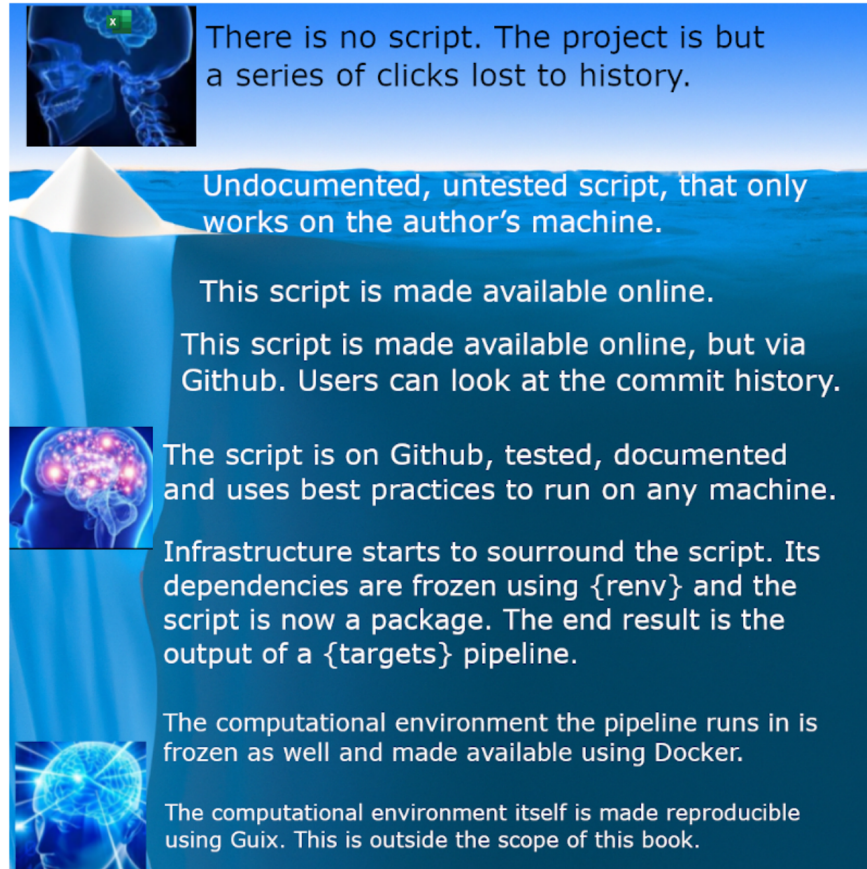 X
There is no script. The project is but
a series of clicks lost to history.
Undocumented, untested script, that only
works on the author's machine.
This script is made available online.
This script is made available online, but via
Github. Users can look at the commit history.
The script is on Github, tested, documented
and uses best practices to run on any machine.
Infrastructure starts to sourround the script. Its
dependencies are frozen using {renv} and the
script is now a package. The end result is the
output of a {targets} pipeline.
The computational environment the pipeline runs in is
frozen as well and made available using Docker.
The computational environment itself is made reproducible
using Guix. This is outside the scope of this book.